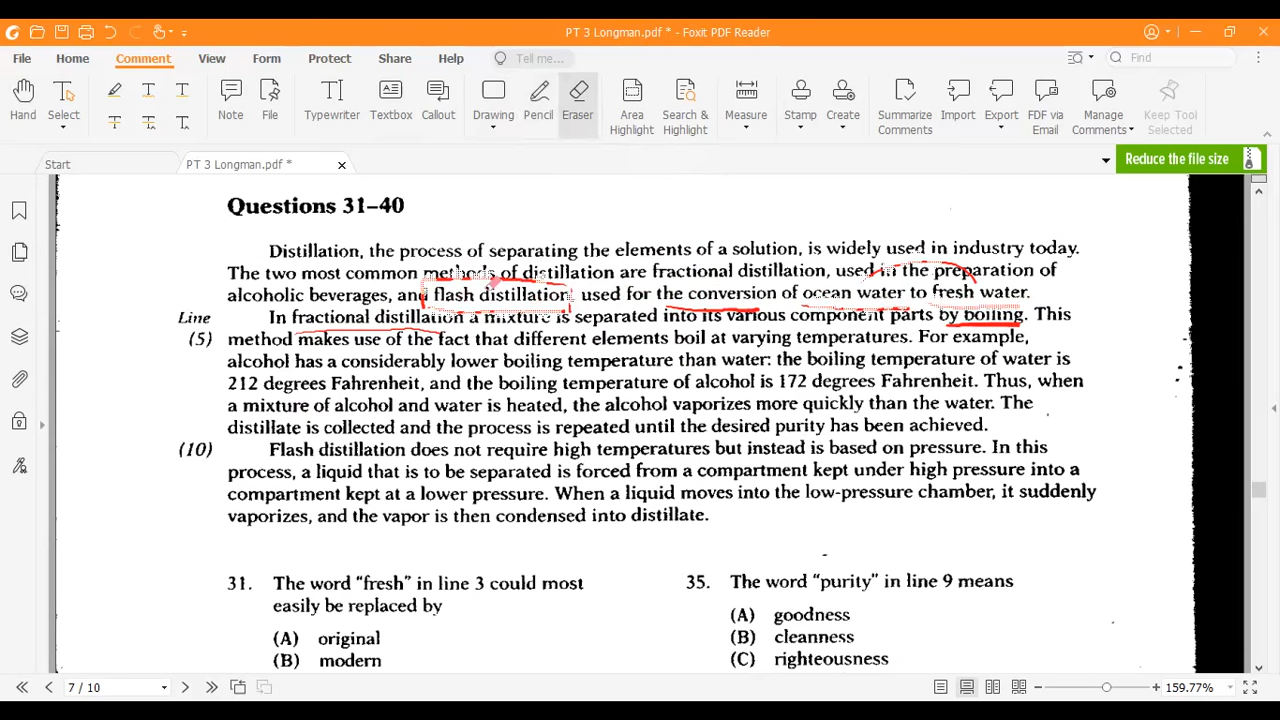 PT 3 Longman.pdf * - Foxit PDF Reader
File Home Comment View Form Protect Share Help Tell me... Find
Hand Select Note File Typewriter Textbox Callout Drawing Pencil Eraser Area Highlight Search & Highlight Measure Stamp Create Summarize Comments Import Export FDF via Email Manage Comments Keep Tool Selected
Start PT 3 Longman.pdf * Reduce the file size
Questions 31–40
Distillation, the process of separating the elements of a solution, is widely used in industry today.
The two most common methods of distillation are fractional distillation, used in the preparation of
alcoholic beverages, and flash distillation, used for the conversion of ocean water to fresh water.
Line In fractional distillation a mixture is separated into its various component parts by boiling. This
(5) method makes use of the fact that different elements boil at varying temperatures. For example,
alcohol has a considerably lower boiling temperature than water: the boiling temperature of water is
212 degrees Fahrenheit, and the boiling temperature of alcohol is 172 degrees Fahrenheit. Thus, when
a mixture of alcohol and water is heated, the alcohol vaporizes more quickly than the water. The
distillate is collected and the process is repeated until the desired purity has been achieved.
(10) Flash distillation does not require high temperatures but instead is based on pressure. In this
process, a liquid that is to be separated is forced from a compartment kept under high pressure into a
compartment kept at a lower pressure. When a liquid moves into the low-pressure chamber, it suddenly
vaporizes, and the vapor is then condensed into distillate.
31. The word "fresh" in line 3 could most
easily be replaced by
(A) original
(B) modern
35. The word "purity" in line 9 means
(A) goodness
(B) cleanness
(C) righteousness
7 / 10 159.77%